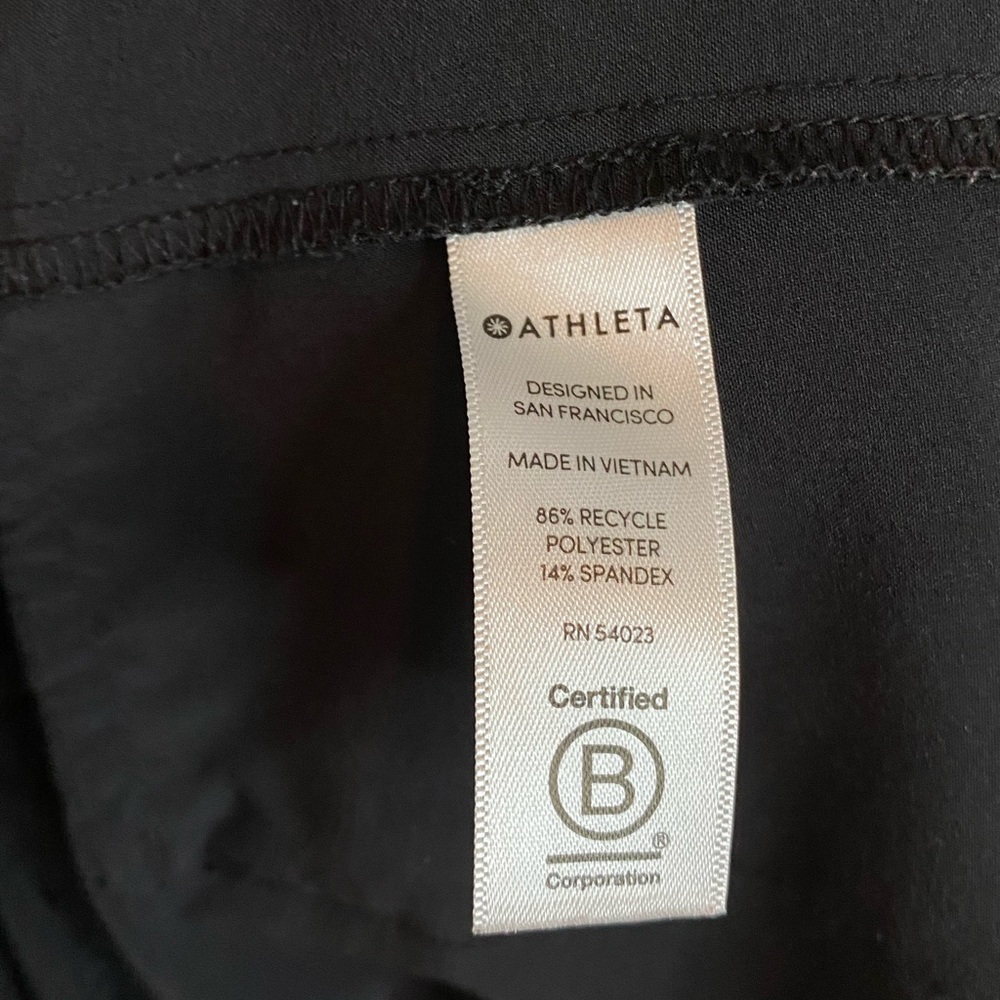 ATHLETA
DESIGNED IN
SAN FRANCISCO
MADE IN VIETNAM
86% RECYCLE
POLYESTER
14% SPANDEX
RN 54023
Certified
B
®
Corporation